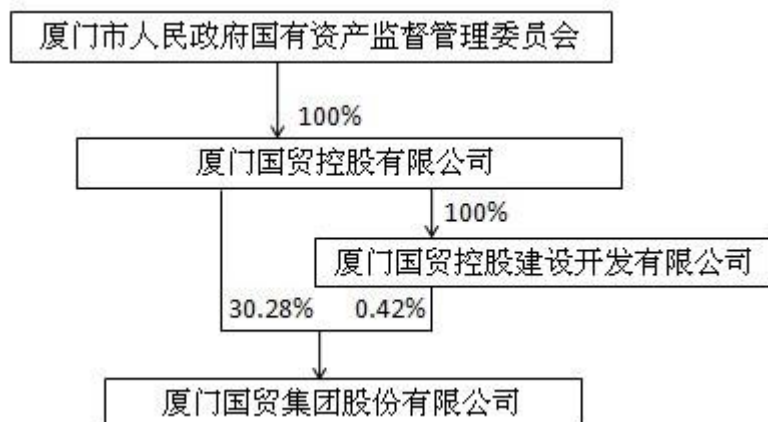 厦门市人民政府国有资产监督管理委员会
100%
厦门国贸控股有限公司
100%
厦门国贸控股建设开发有限公司
30.28% 0.42%
厦门国贸集团股份有限公司